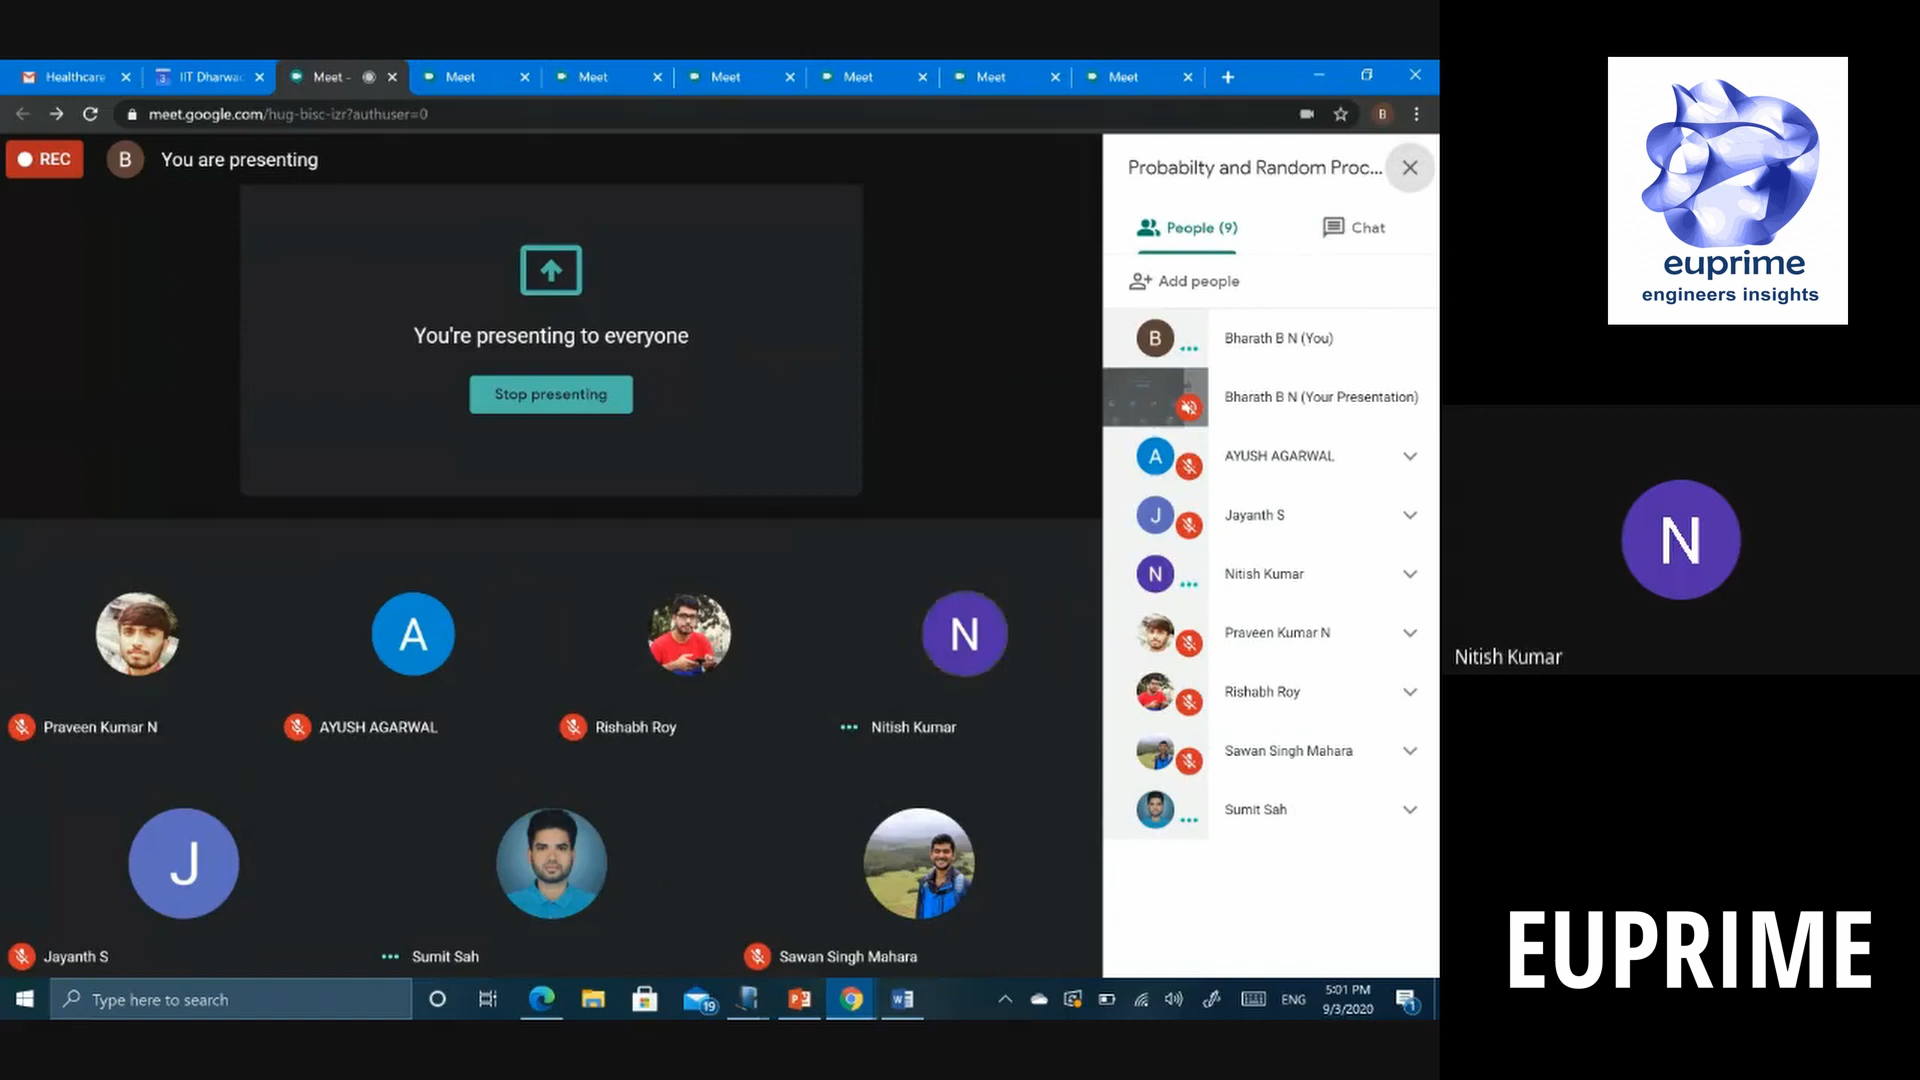 Healthcare
IIT Dharwad
Meet -
Meet
Meet
Meet
Meet
Meet
Meet
meet.google.com/hug-bisc-izr?authuser=0
B
REC
B
You are presenting
You're presenting to everyone
Stop presenting
Praveen Kumar N
A
AYUSH AGARWAL
Rishabh Roy
N
Nitish Kumar
J
Jayanth S
Sumit Sah
Sawan Singh Mahara
Probabilty and Random Proc...
People (9)
Chat
Add people
B
Bharath B N (You)
Bharath B N (Your Presentation)
A
AYUSH AGARWAL
J
Jayanth S
N
Nitish Kumar
Praveen Kumar N
Rishabh Roy
Sawan Singh Mahara
Sumit Sah
Type here to search
19
ENG
5:01 PM
9/3/2020
1
euprime
engineers insights
N
Nitish Kumar
EUPRIME